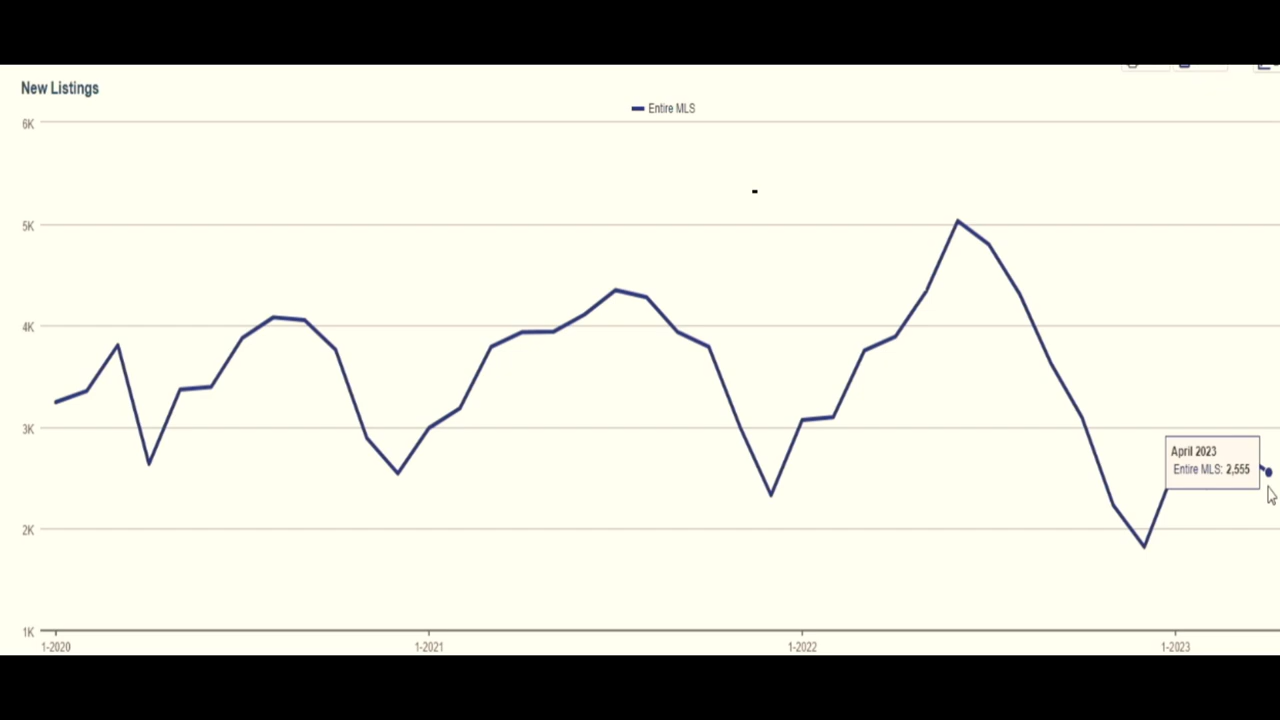 New Listings
Entire MLS
6K
5K
4K
3K
2K
1K
April 2023
Entire MLS: 2,555
1-2020
1-2021
1-2022
1-2023